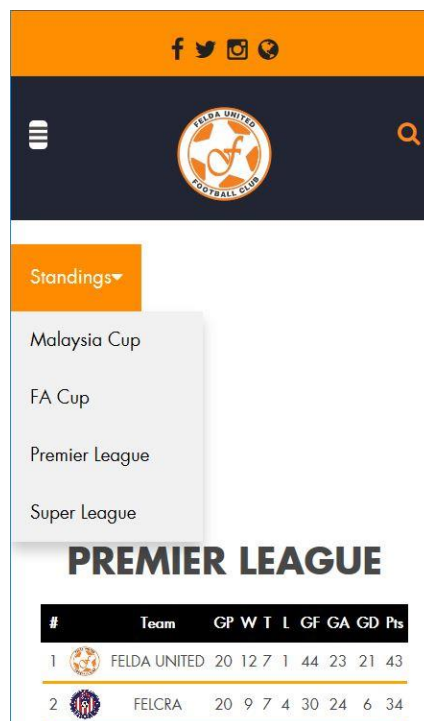 FELDA UNITED
FOOTBALL CLUB
Standings
Malaysia Cup
FA Cup
Premier League
Super League
PREMIER LEAGUE
# Team GP W T L GF GA GD Pts
1 FELDA UNITED 20 12 7 1 44 23 21 43
2 FELCRA 20 9 7 4 30 24 6 34